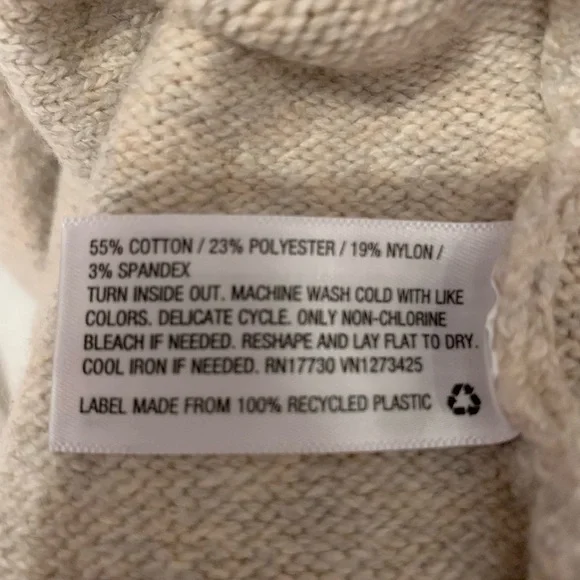 55% COTTON / 23% POLYESTER / 19% NYLON /
3% SPANDEX
TURN INSIDE OUT. MACHINE WASH COLD WITH LIKE
COLORS. DELICATE CYCLE. ONLY NON-CHLORINE
BLEACH IF NEEDED. RESHAPE AND LAY FLAT TO DRY.
COOL IRON IF NEEDED. RN17730 VN1273425
LABEL MADE FROM 100% RECYCLED PLASTIC